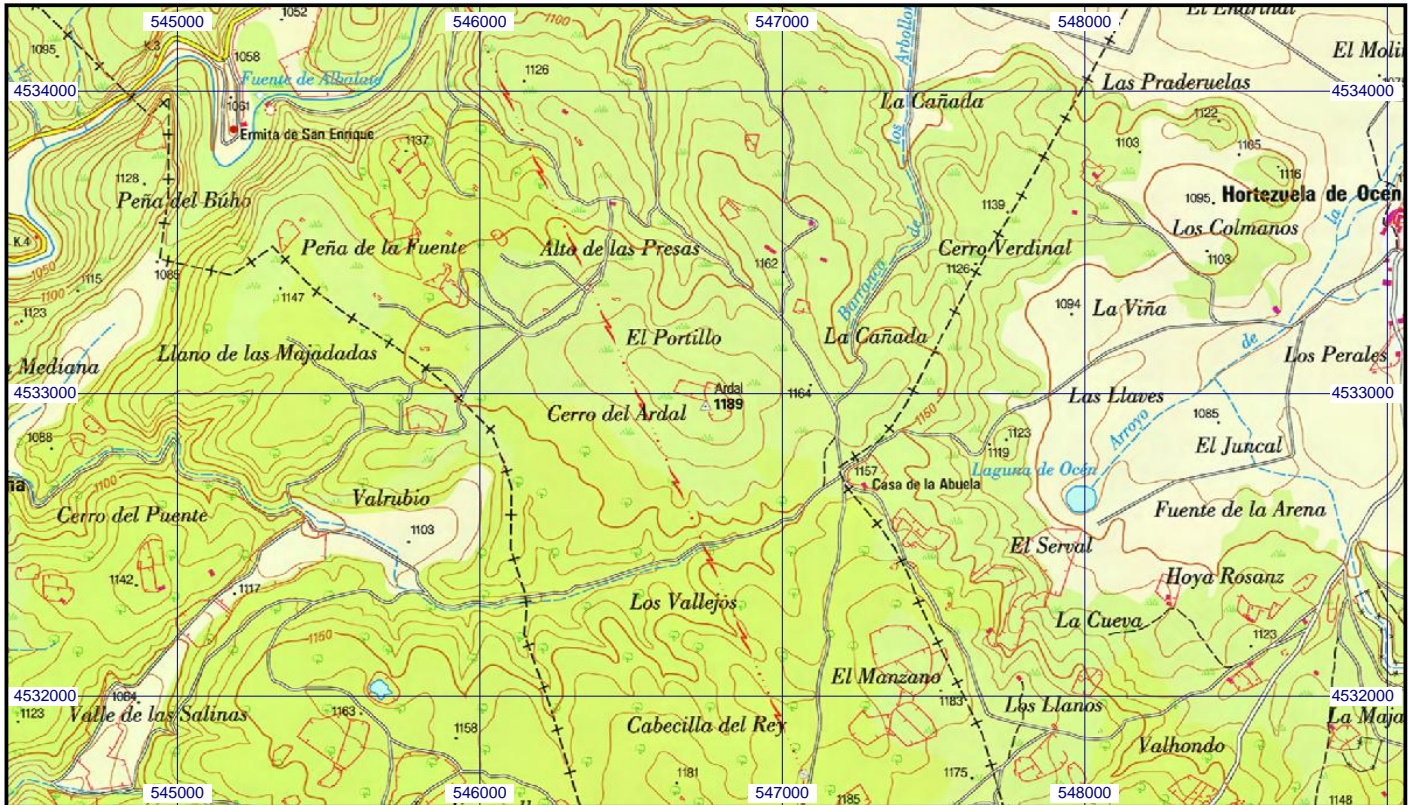 1052
1100
El Endrinal
545000
546000
547000
548000
K.3
1095
1058
Arbollon
El Moli
Fuente de Albalate
1126
Las Praderuelas
4534000
4534000
1061
La Cañada
1122
Ermita de San Enrique
los
1137
1103
1165
1128
1116
Peña del Búho
1095
Hortezuela de Océn
1139
la
Los Colmanos
K.4
Peña de la Fuente
Alto de las Presas
de
Cerro Verdinal
1050
1085
1162
1126
1103
1115
1100
1147
Barranco
1094
La Viña
1123
El Portillo
La Cañada
de
Llano de las Majadadas
Los Perales
Mediana
4533000
4533000
Ardal
1189
1164
Las Llaves
Cerro del Ardal
1150
1085
Arroyo
1088
1123
1119
El Juncal
1157
Laguna de Océn
1100
Casa de la Abuela
Valrubio
Cerro del Puente
Fuente de la Arena
1103
El Serval
1142
Hoya Rosanz
1117
Los Vallejos
La Cueva
1150
1123
El Manzano
4532000
4532000
1084
1183
1123
Valle de las Salinas
1163
Los Llanos
La Maja
1158
Cabecilla del Rey
Valhondo
1181
1175
545000
546000
547000
548000
1185
1148